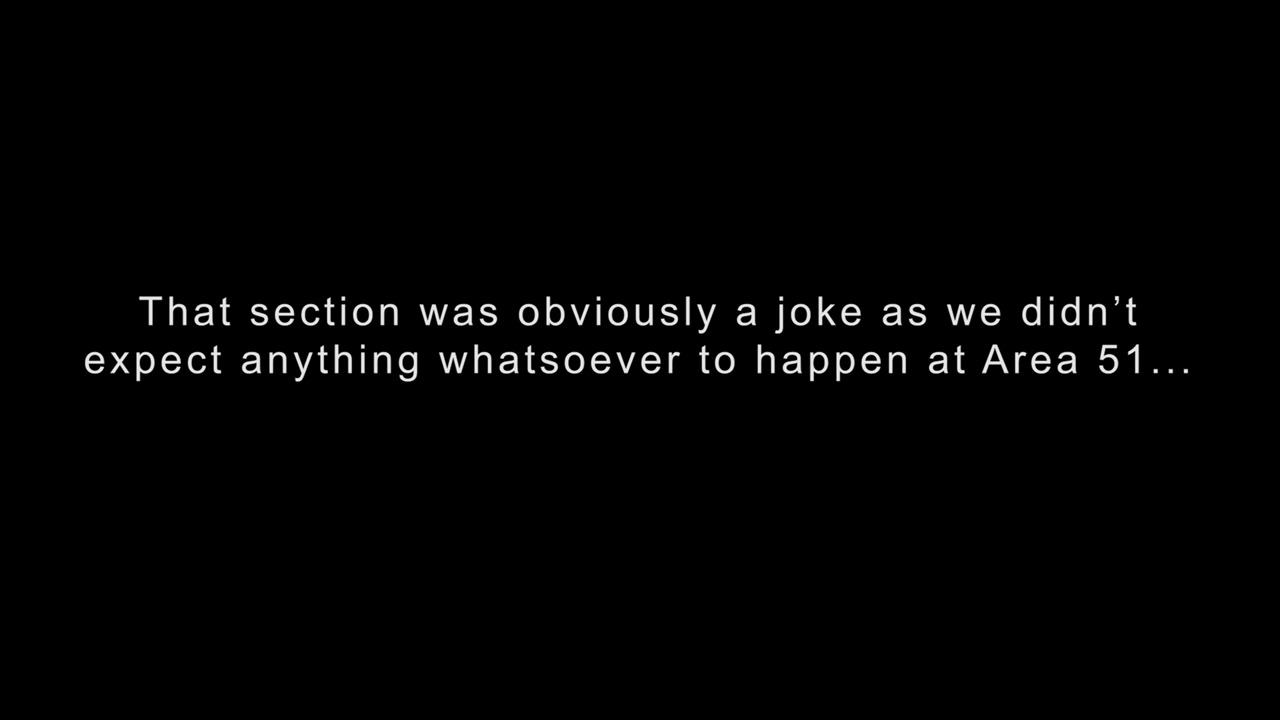 That section was obviously a joke as we didn’t
expect anything whatsoever to happen at Area 51...